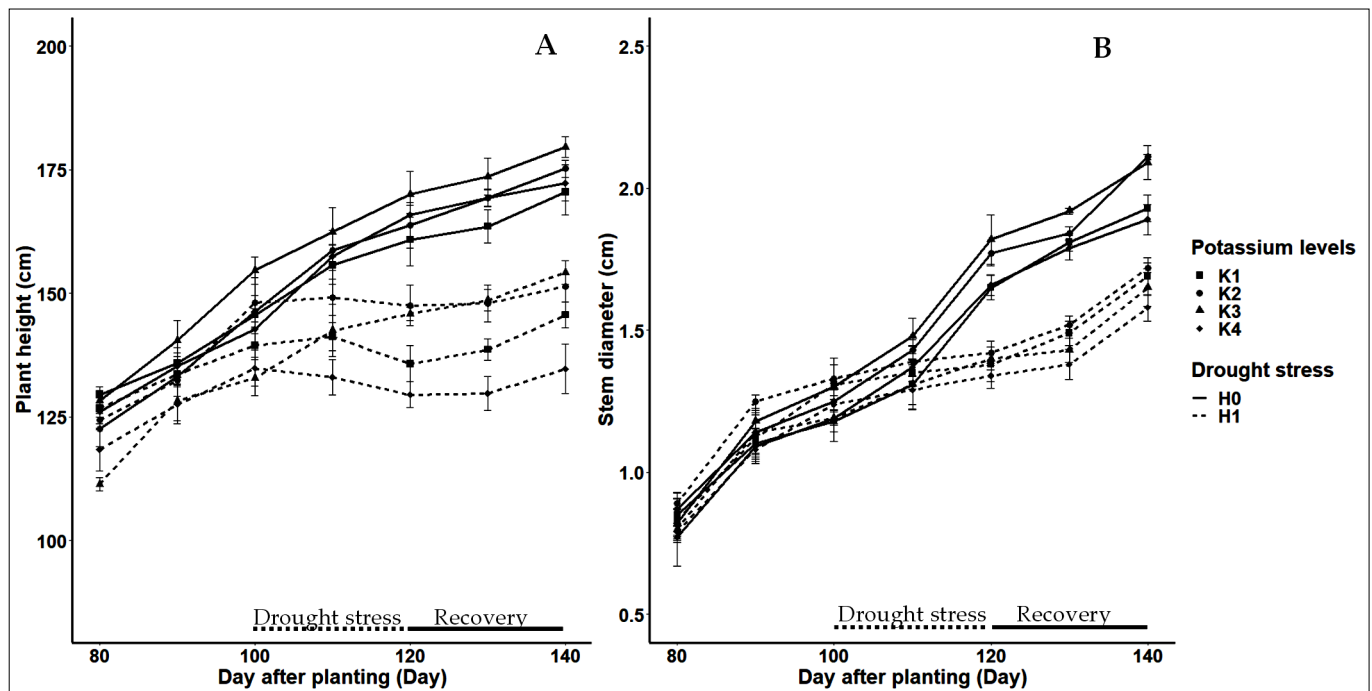 A
200
175
150
125
100
Plant height (cm)
Drought stress
Recovery
80
100
120
140
Day after planting (Day)
B
2.5
2.0
1.5
1.0
0.5
Stem diameter (cm)
Drought stress
Recovery
80
100
120
140
Day after planting (Day)
Potassium levels
K1
K2
K3
K4
Drought stress
H0
H1